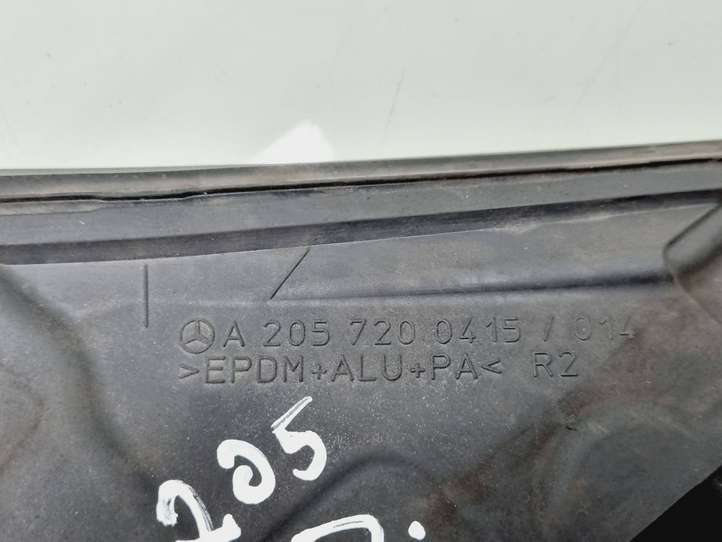 A 205 720 0415 / 014
>EPDM+ALU+PA< R2
205
D.